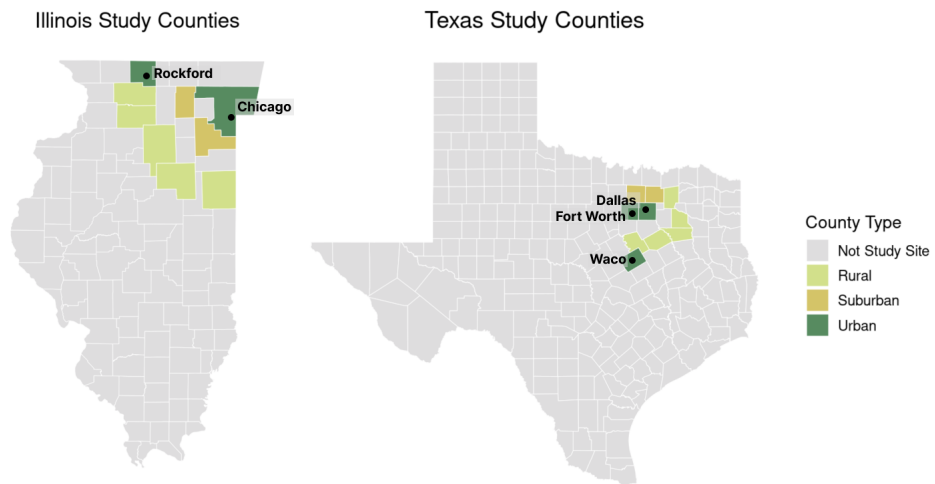 Illinois Study Counties
Texas Study Counties
Rockford
Chicago
Dallas
Fort Worth
Waco
County Type
Not Study Site
Rural
Suburban
Urban